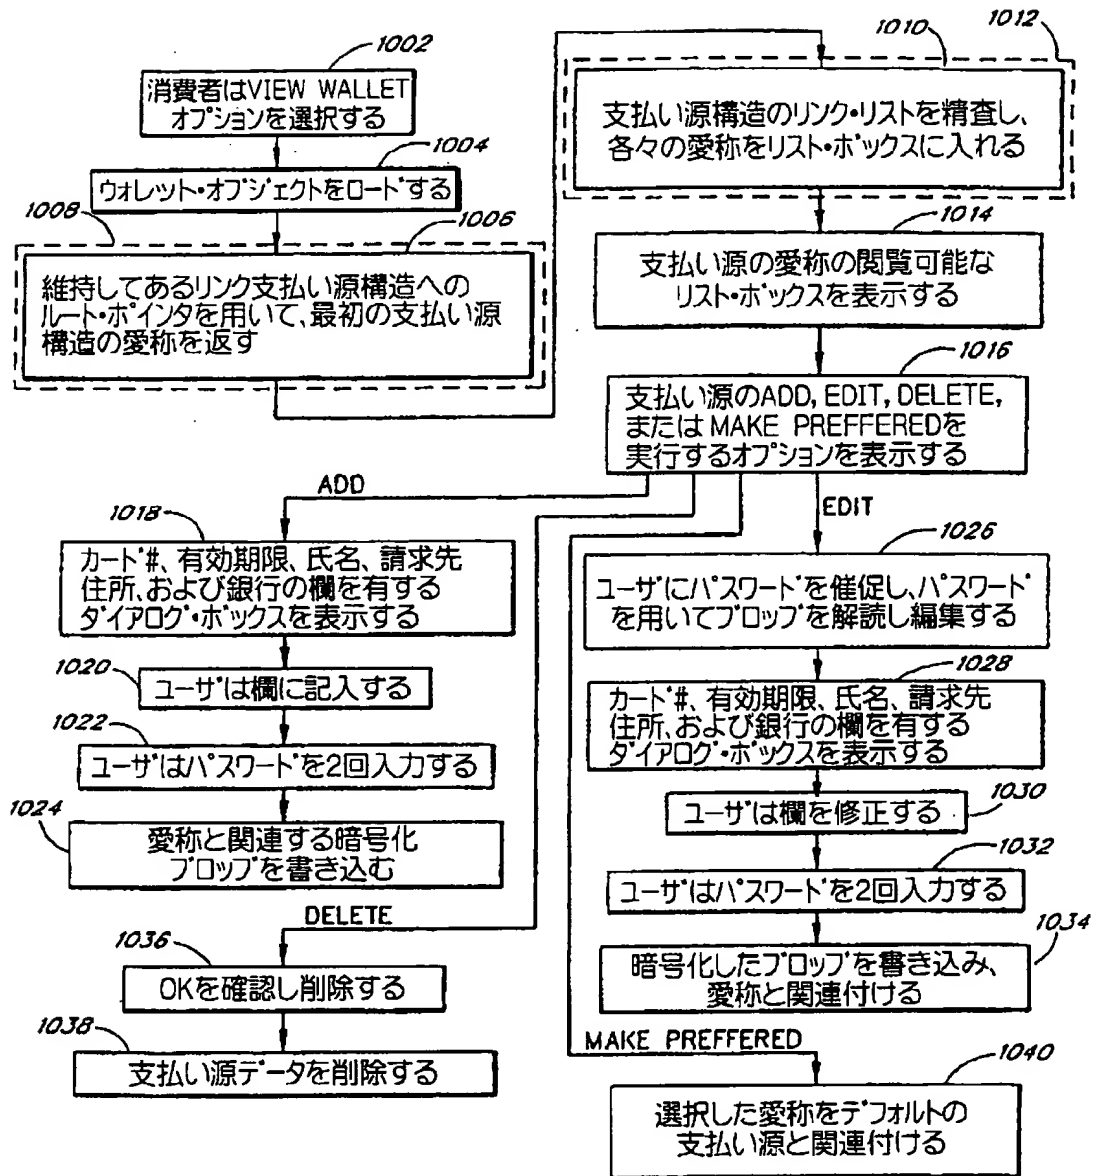 1002
消費者はVIEW WALLET
オプションを選択する
1004
ウォレット・オブジェクトをロードする
1008
1006
維持してあるリンク支払い源構造への
ルート・ポインタを用いて、最初の支払い源
構造の愛称を返す
1010
1012
支払い源構造のリンク・リストを精査し、
各々の愛称をリスト・ボックスに入れる
1014
支払い源の愛称の閲覧可能な
リスト・ボックスを表示する
1016
支払い源のADD, EDIT, DELETE,
またはMAKE PREFFEREDを
実行するオプションを表示する
ADD
1018
カード#、有効期限、氏名、請求先
住所、および銀行の欄を有する
ダイアログ・ボックスを表示する
1020
ユーザは欄に記入する
1022
ユーザはパスワードを2回入力する
1024
愛称と関連する暗号化
ブロッブを書き込む
DELETE
1036
OKを確認し削除する
1038
支払い源データを削除する
EDIT
1026
ユーザにパスワードを催促し、パスワード
を用いてブロッブを解読し編集する
1028
カード#、有効期限、氏名、請求先
住所、および銀行の欄を有する
ダイアログ・ボックスを表示する
1030
ユーザは欄を修正する
1032
ユーザはパスワードを2回入力する
1034
暗号化したブロッブを書き込み、
愛称と関連付ける
MAKE PREFFERED
1040
選択した愛称をデフォルトの
支払い源と関連付ける